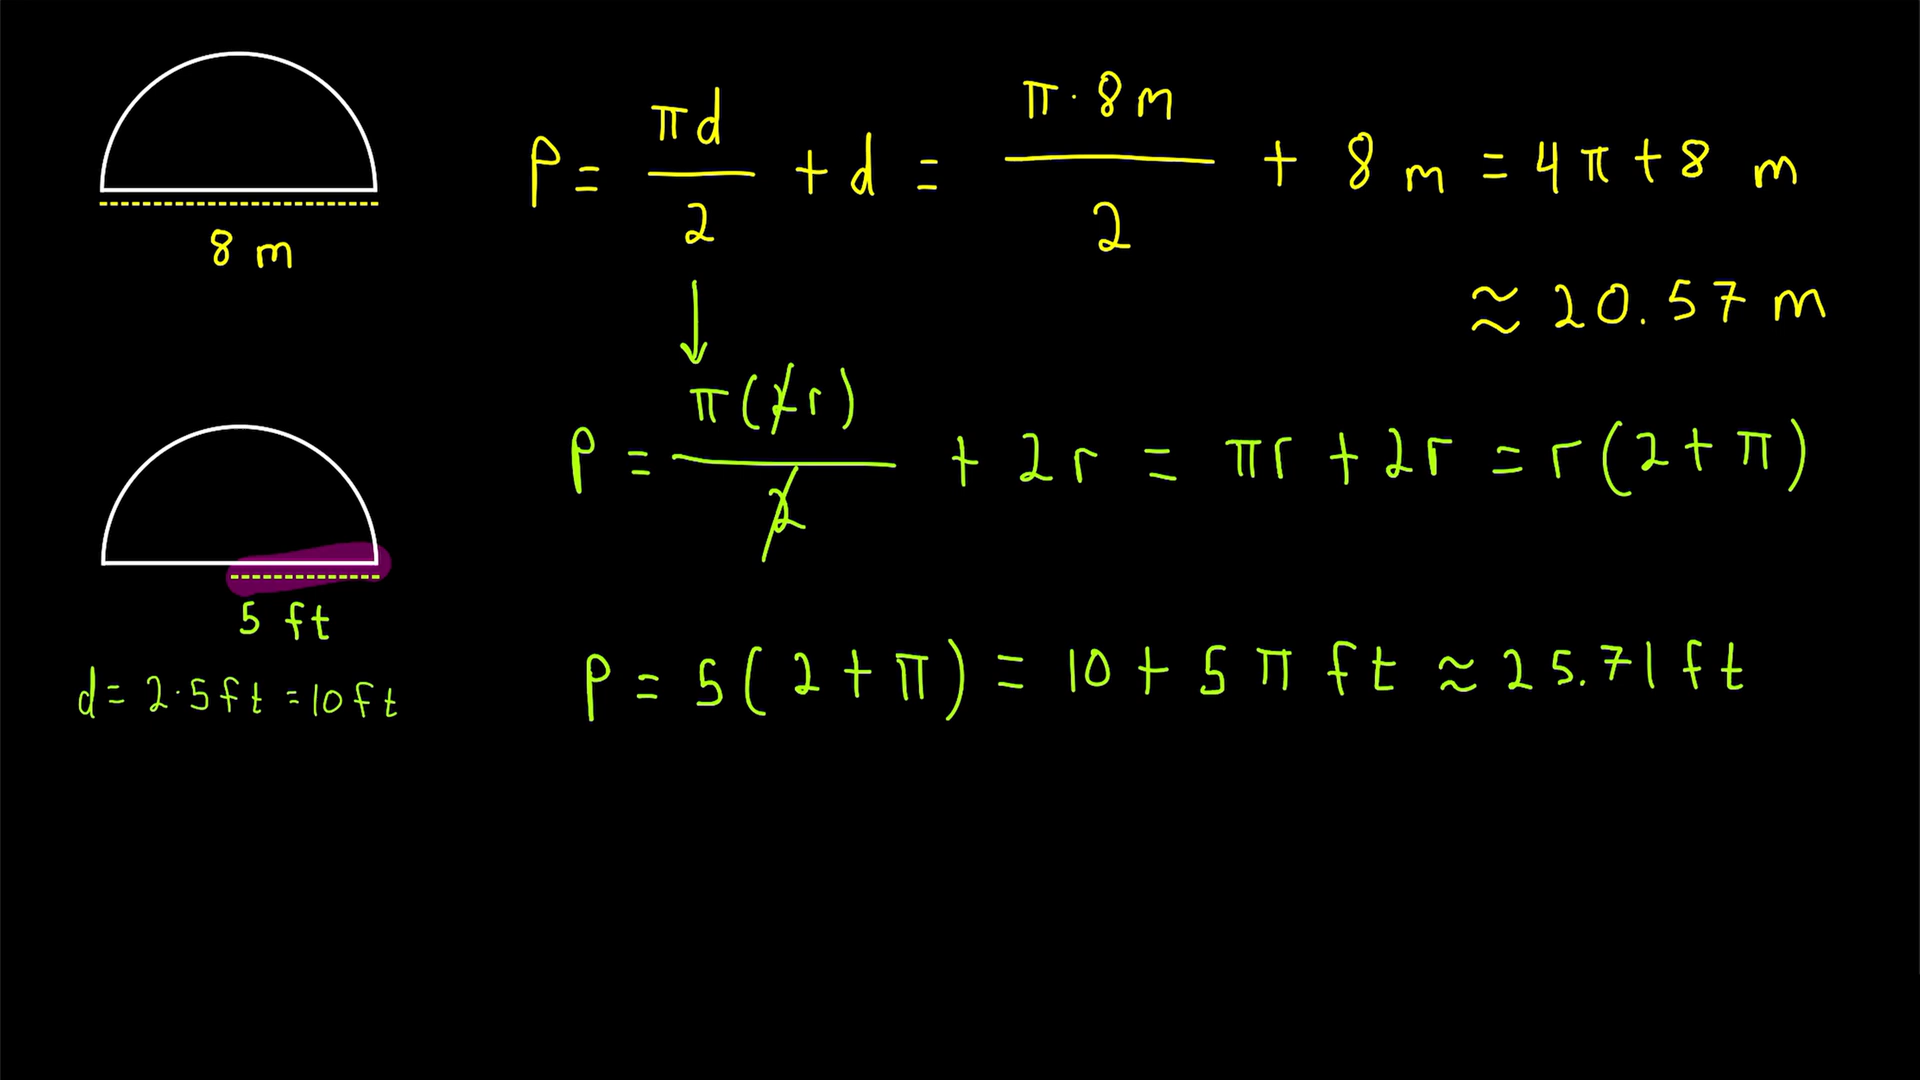 8 m
P = πd/2 + d = π · 8 m/2 + 8 m = 4π + 8 m
≈ 20.57 m
5 ft
d = 2 · 5 ft = 10 ft
P = π(2r)/2 + 2r = πr + 2r = r(2 + π)
P = 5(2 + π) = 10 + 5π ft ≈ 25.71 ft